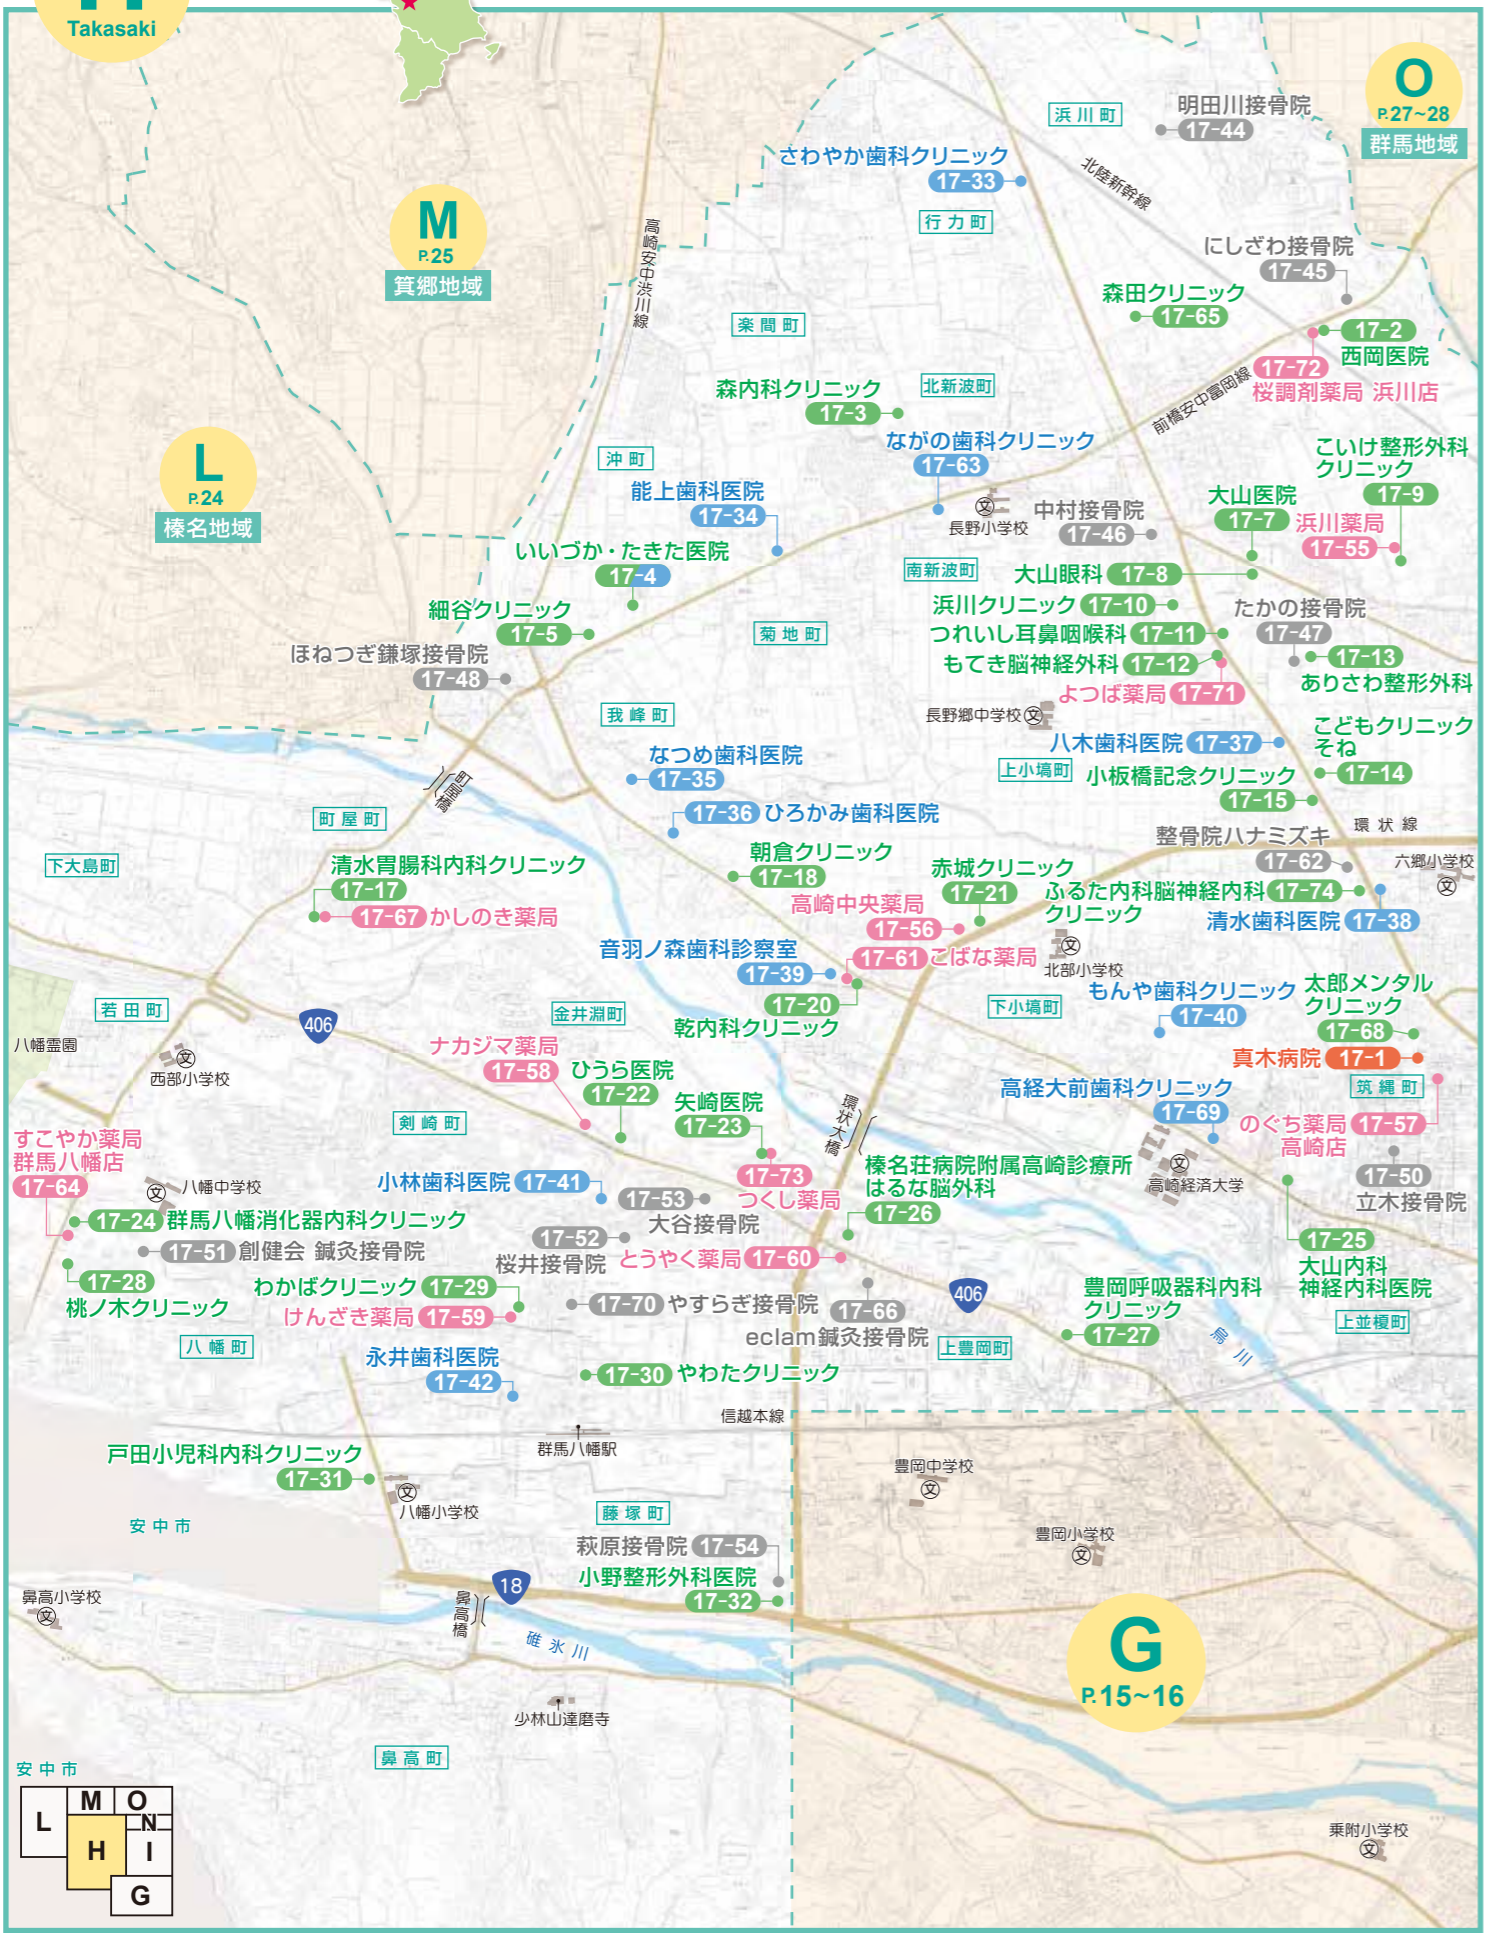 Takasaki
O
P.27~28
群馬地域
浜川町
明田川接骨院
17-44
さわやか歯科クリニック
17-33
北陸新幹線
行力町
M
P.25
箕郷地域
高崎安中渋川線
にしざわ接骨院
17-45
森田クリニック
17-65
楽間町
17-2
西岡医院
17-72
桜調剤薬局 浜川店
前橋安中富岡線
森内科クリニック
17-3
北新波町
ながの歯科クリニック
17-63
こいけ整形外科
クリニック
17-9
L
P.24
榛名地域
沖町
能上歯科医院
17-34
長野小学校
中村接骨院
17-46
大山医院
17-7
浜川薬局
17-55
いいづか・たきた医院
17-4
南新波町
大山眼科 17-8
細谷クリニック
17-5
菊地町
浜川クリニック 17-10
たかの接骨院
17-47
つれいし耳鼻咽喉科 17-11
ほねつぎ鎌塚接骨院
17-48
もてき脳神経外科 17-12
17-13
ありさわ整形外科
よつば薬局 17-71
我峰町
長野郷中学校
こどもクリニック
そね
17-14
八木歯科医院 17-37
なつめ歯科医院
17-35
上小塙町
小板橋記念クリニック
17-15
町屋橋
17-36 ひろかみ歯科医院
町屋町
環状線
整骨院ハナミズキ
17-62
六郷小学校
下大島町
清水胃腸科内科クリニック
17-17
朝倉クリニック
17-18
赤城クリニック
17-21
ふるた内科脳神経内科
クリニック
17-74
17-67 かしのき薬局
高崎中央薬局
17-56
清水歯科医院 17-38
音羽ノ森歯科診察室
17-39
17-61 こばな薬局
北部小学校
17-20
乾内科クリニック
もんや歯科クリニック
17-40
太郎メンタル
クリニック
17-68
若田町
金井淵町
下小塙町
406
八幡霊園
西部小学校
ナカジマ薬局
17-58
ひうら医院
17-22
真木病院 17-1
筑縄町
高経大前歯科クリニック
17-69
矢崎医院
17-23
環状大橋
剣崎町
のぐち薬局
高崎店
17-57
すこやか薬局
群馬八幡店
17-64
八幡中学校
小林歯科医院 17-41
17-73
つくし薬局
榛名荘病院附属高崎診療所
はるな脳外科
17-26
高崎経済大学
17-50
立木接骨院
17-53
大谷接骨院
17-24 群馬八幡消化器内科クリニック
17-51 創健会 鍼灸接骨院
17-52
桜井接骨院
とうやく薬局 17-60
17-25
大山内科
神経内科医院
17-28
桃ノ木クリニック
わかばクリニック 17-29
けんざき薬局 17-59
17-70 やすらぎ接骨院
17-66
eclam鍼灸接骨院
406
豊岡呼吸器科内科
クリニック
17-27
上並榎町
八幡町
上豊岡町
烏川
永井歯科医院
17-42
17-30 やわたクリニック
信越本線
群馬八幡駅
戸田小児科内科クリニック
17-31
八幡小学校
豊岡中学校
安中市
藤塚町
萩原接骨院 17-54
豊岡小学校
小野整形外科医院
17-32
18
鼻高小学校
鼻高橋
碓氷川
G
P.15~16
少林山達磨寺
鼻高町
安中市
M
O
L
N
H
I
G
乗附小学校